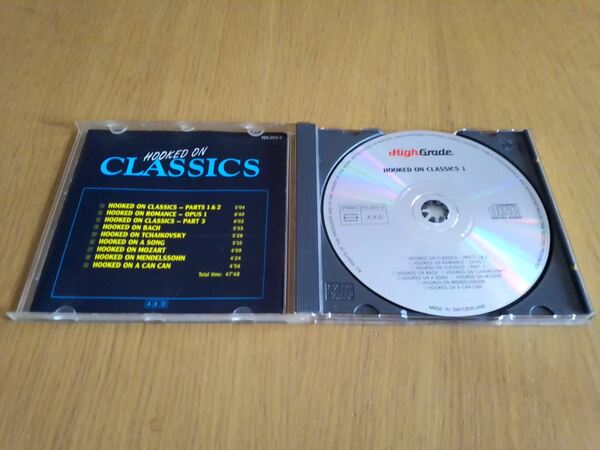 HOOKED ON
CLASSICS
HOOKED ON CLASSICS – PARTS 1 & 2 5'04
HOOKED ON ROMANCE – OPUS 1 6'40
HOOKED ON CLASSICS – PART 3 6'02
HOOKED ON BACH 5'55
HOOKED ON TCHAIKOVSKY 5'28
HOOKED ON A SONG 5'20
HOOKED ON MOZART 4'09
HOOKED ON MENDELSSOHN 4'24
HOOKED ON A CAN CAN 4'56
Total time: 47'48
A A D
HighGrade
HOOKED ON CLASSICS 1
STEREO
A.A.D.
COMPACT
disc
DIGITAL AUDIO
HOOKED ON CLASSICS - PARTS 1& 2
HOOKED ON ROMANCE - OPUS 1
HOOKED ON CLASSICS - PART 3
HOOKED ON BACH HOOKED ON TCHAIKOVSKY
HOOKED ON A SONG HOOKED ON MOZART
HOOKED ON MENDELSSOHN
HOOKED ON A CAN CAN
MADE IN SWITZERLAND